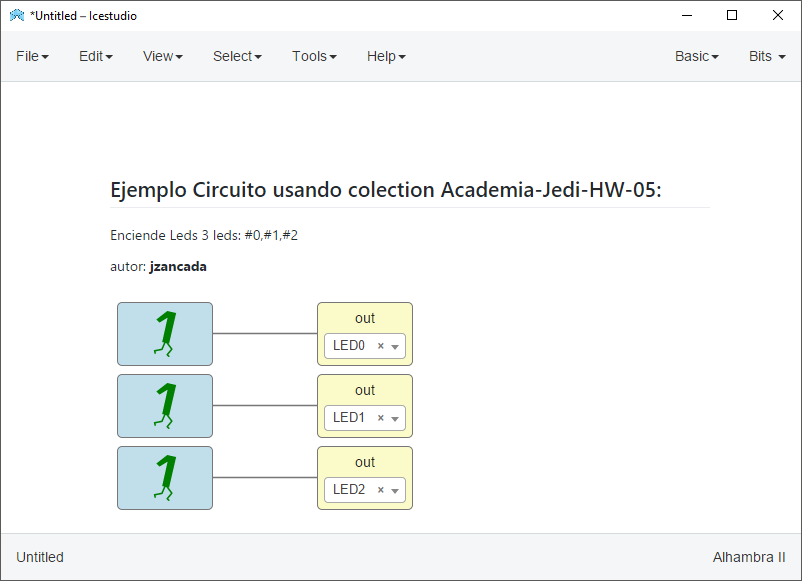 *Untitled – Icestudio
File Edit View Select Tools Help Basic Bits
Ejemplo Circuito usando colection Academia-Jedi-HW-05:
Enciende Leds 3 leds: #0,#1,#2
autor: jzancada
1 out
LED0 ×
1 out
LED1 ×
1 out
LED2 ×
Untitled Alhambra II